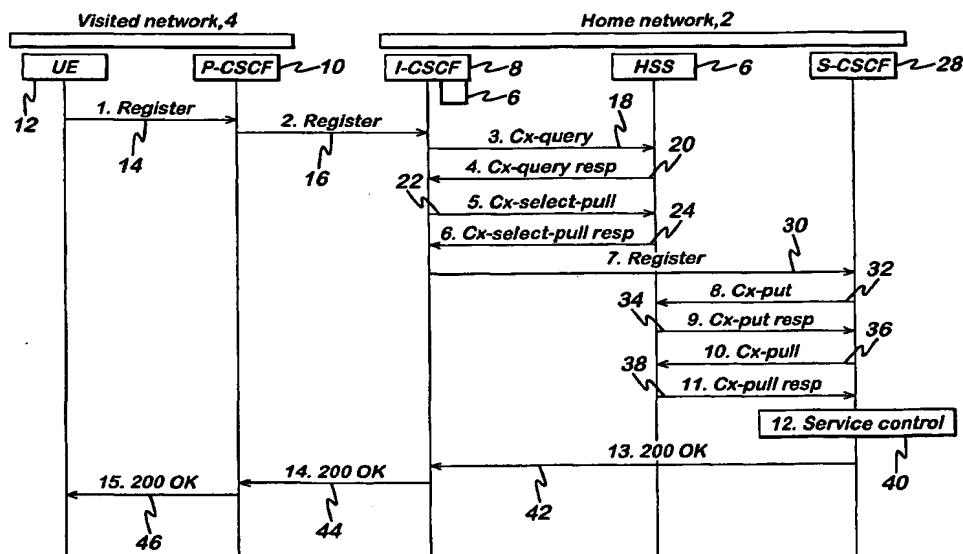 Visited network,4
Home network,2
UE
P-CSCF
10
I-CSCF
8
HSS
6
S-CSCF
28
12
6
1. Register
14
2. Register
16
18
3. Cx-query
4. Cx-query resp
20
22
5. Cx-select-pull
24
6. Cx-select-pull resp
30
7. Register
32
8. Cx-put
34
9. Cx-put resp
36
10. Cx-pull
38
11. Cx-pull resp
12. Service control
40
13. 200 OK
42
14. 200 OK
44
15. 200 OK
46